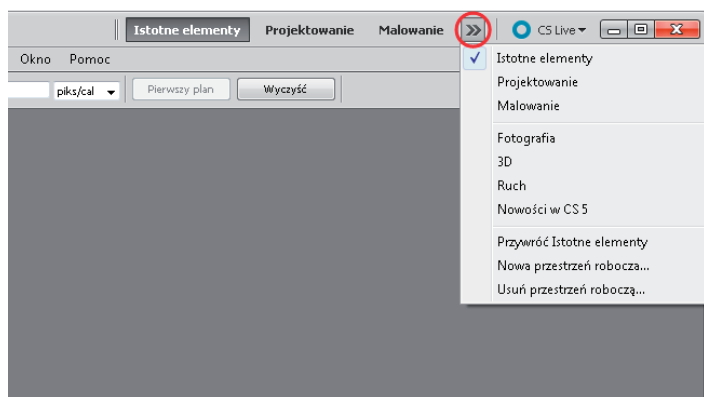 Istotne elementy Projektowanie Malowanie >> CS Live
Okno Pomoc
piks/cal Pierwszy plan Wyczyść
Istotne elementy
Projektowanie
Malowanie
Fotografia
3D
Ruch
Nowości w CS 5
Przywróć Istotne elementy
Nowa przestrzeń robocza...
Usuń przestrzeń roboczą...